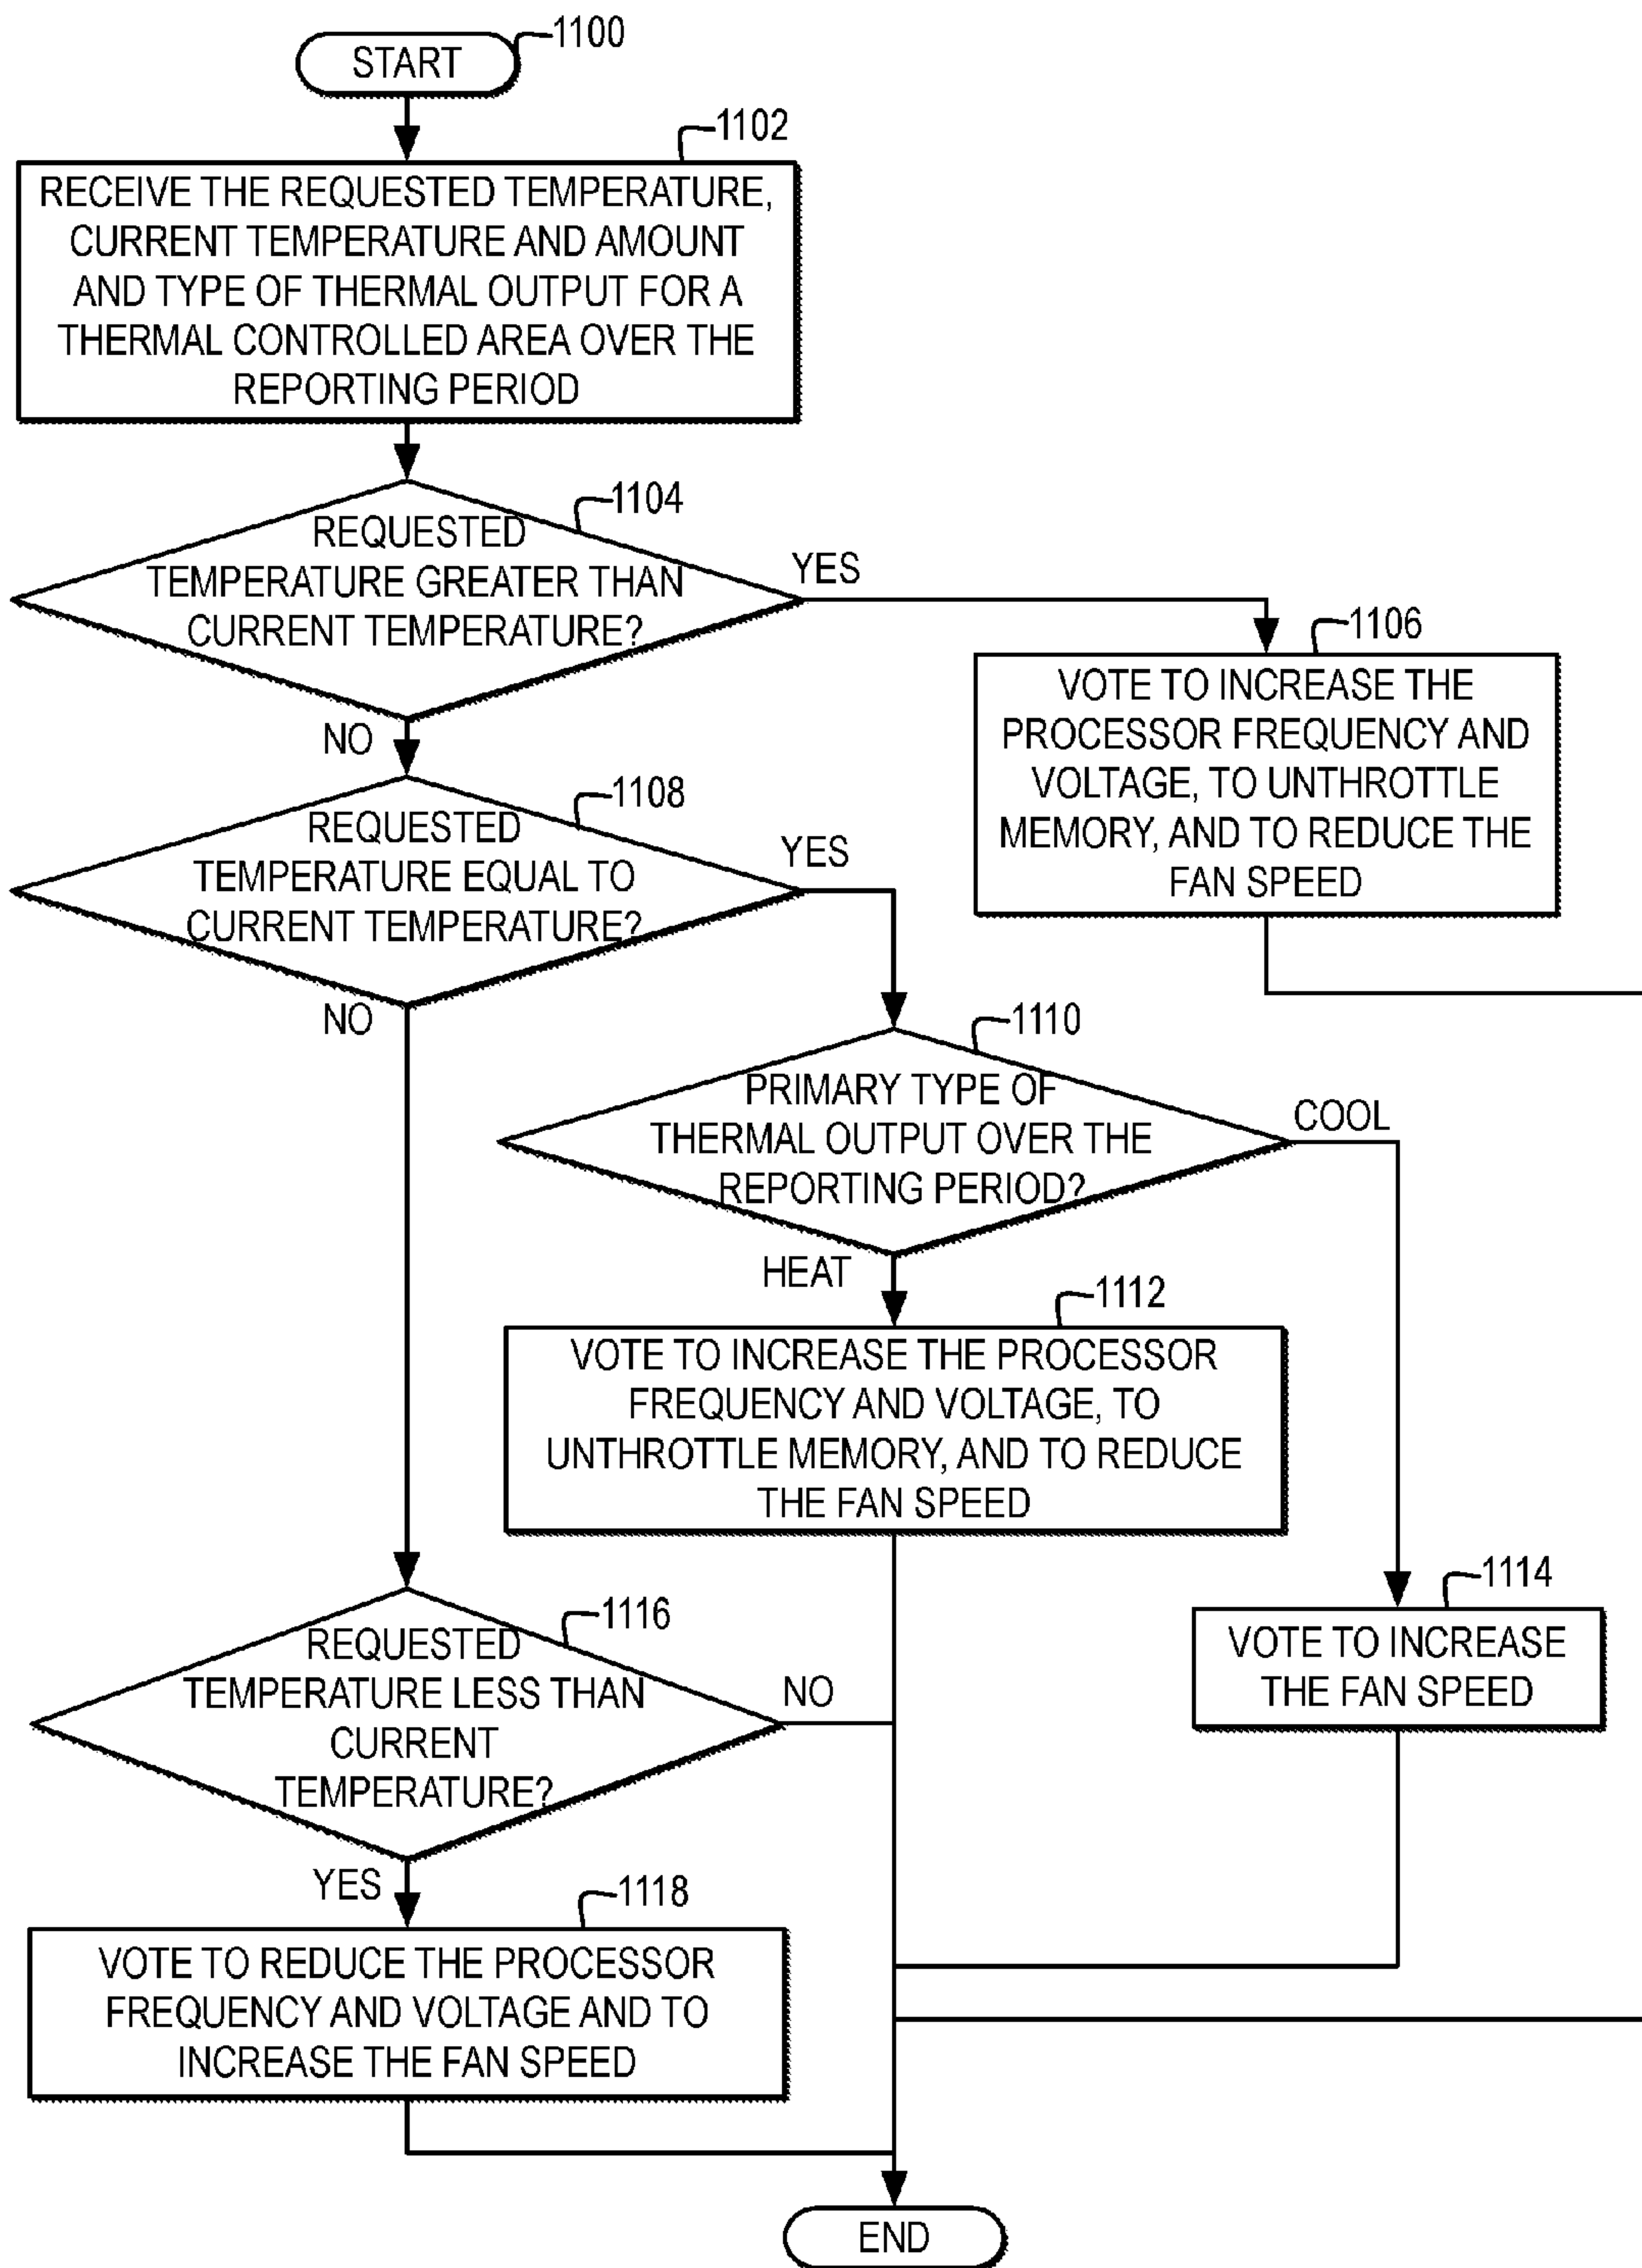 START
1100
1102
RECEIVE THE REQUESTED TEMPERATURE,
CURRENT TEMPERATURE AND AMOUNT
AND TYPE OF THERMAL OUTPUT FOR A
THERMAL CONTROLLED AREA OVER THE
REPORTING PERIOD
1104
REQUESTED
TEMPERATURE GREATER THAN
CURRENT TEMPERATURE?
YES
NO
1106
VOTE TO INCREASE THE
PROCESSOR FREQUENCY AND
VOLTAGE, TO UNTHROTTLE
MEMORY, AND TO REDUCE THE
FAN SPEED
1108
REQUESTED
TEMPERATURE EQUAL TO
CURRENT TEMPERATURE?
YES
NO
1110
PRIMARY TYPE OF
THERMAL OUTPUT OVER THE
REPORTING PERIOD?
COOL
HEAT
1112
VOTE TO INCREASE THE PROCESSOR
FREQUENCY AND VOLTAGE, TO
UNTHROTTLE MEMORY, AND TO REDUCE
THE FAN SPEED
1114
VOTE TO INCREASE
THE FAN SPEED
1116
REQUESTED
TEMPERATURE LESS THAN
CURRENT
TEMPERATURE?
NO
YES
1118
VOTE TO REDUCE THE PROCESSOR
FREQUENCY AND VOLTAGE AND TO
INCREASE THE FAN SPEED
END